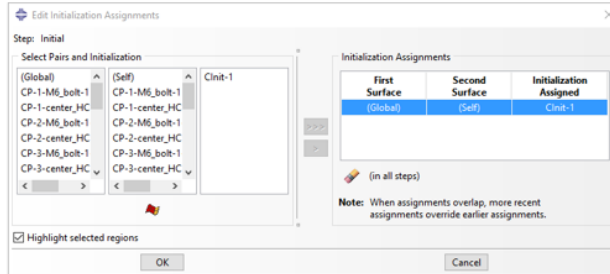 Edit Initialization Assignments
Step: Initial
Select Pairs and Initialization
(Global)
CP-1-M6_bolt-1
CP-1-center_HC
CP-2-M6_bolt-1
CP-2-center_HC
CP-3-M6_bolt-1
CP-3-center_HC
(Self)
CP-1-M6_bolt-1
CP-1-center_HC
CP-2-M6_bolt-1
CP-2-center_HC
CP-3-M6_bolt-1
CP-3-center_HC
CInit-1
Highlight selected regions
>>>
>
Initialization Assignments
First Surface
Second Surface
Initialization Assigned
(Global) (Self) CInit-1
(in all steps)
Note: When assignments overlap, more recent
assignments override earlier assignments.
OK
Cancel